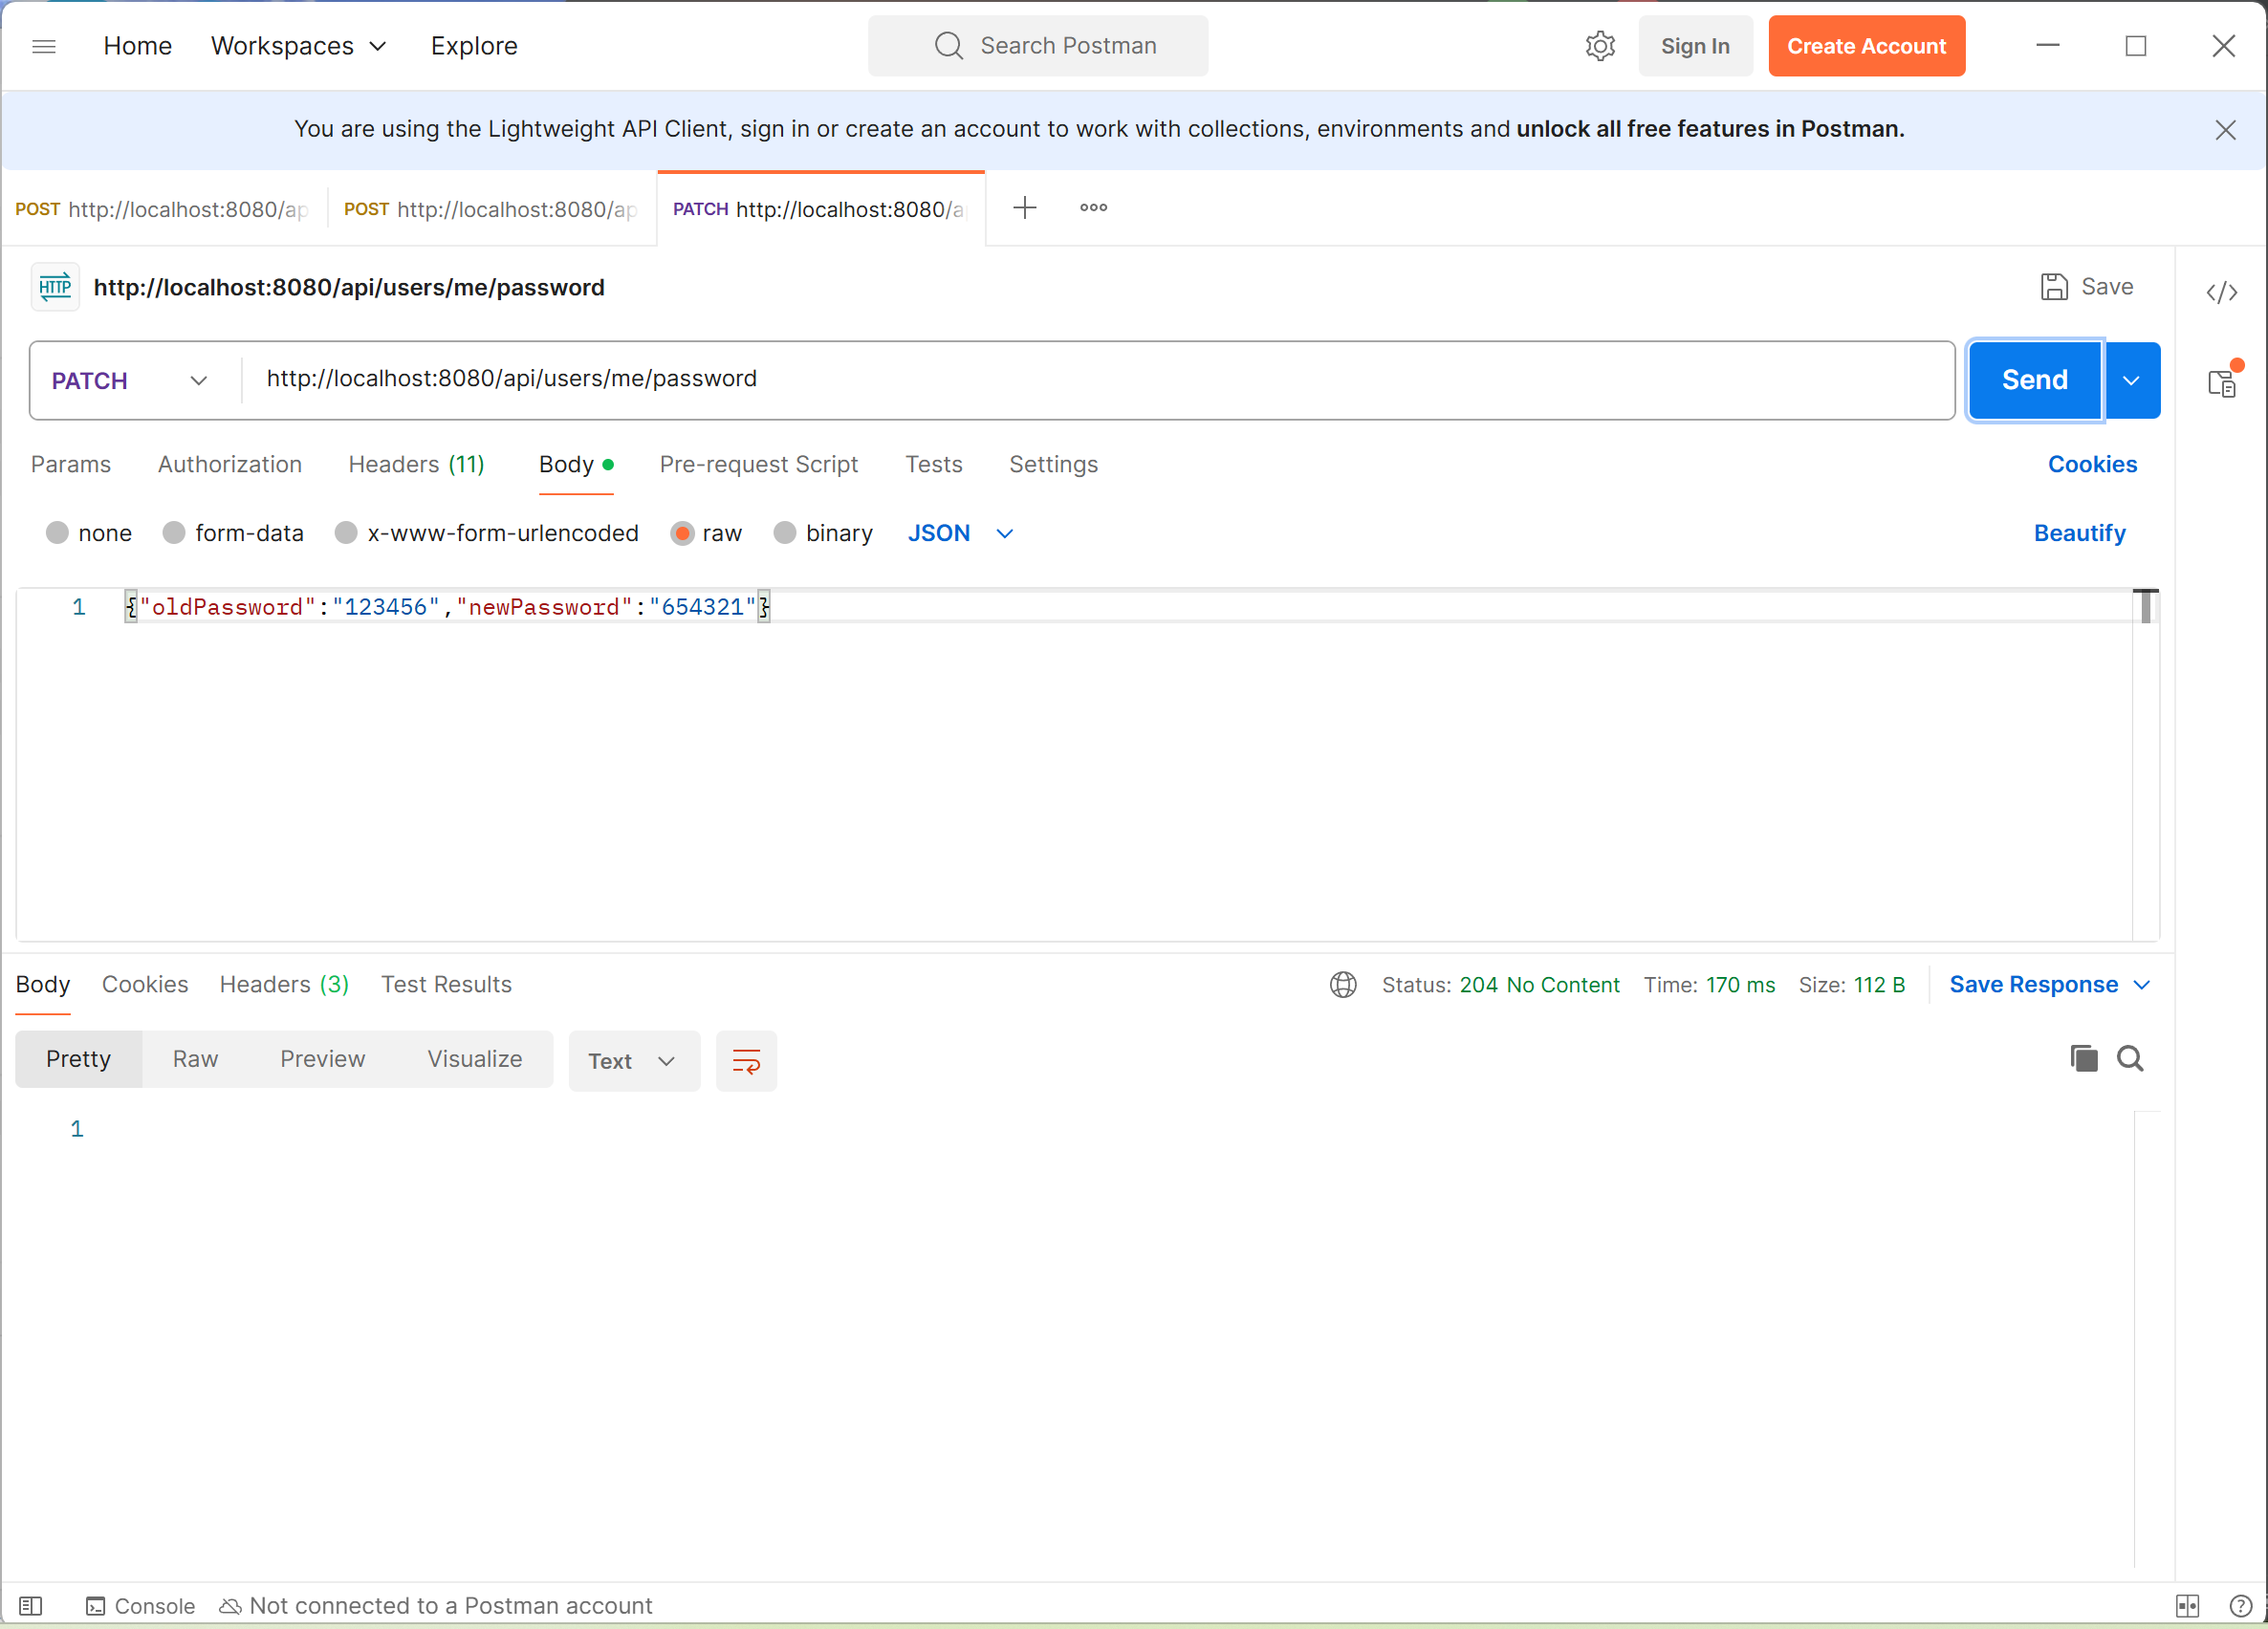 Home Workspaces Explore Search Postman Sign In Create Account
You are using the Lightweight API Client, sign in or create an account to work with collections, environments and unlock all free features in Postman.
POST http://localhost:8080/ap POST http://localhost:8080/ap PATCH http://localhost:8080/a
HTTP http://localhost:8080/api/users/me/password Save
PATCH http://localhost:8080/api/users/me/password Send
Params Authorization Headers (11) Body Pre-request Script Tests Settings Cookies
none form-data x-www-form-urlencoded raw binary JSON Beautify
1 {"oldPassword":"123456","newPassword":"654321"}
Body Cookies Headers (3) Test Results Status: 204 No Content Time: 170 ms Size: 112 B Save Response
Pretty Raw Preview Visualize Text
1
Console Not connected to a Postman account